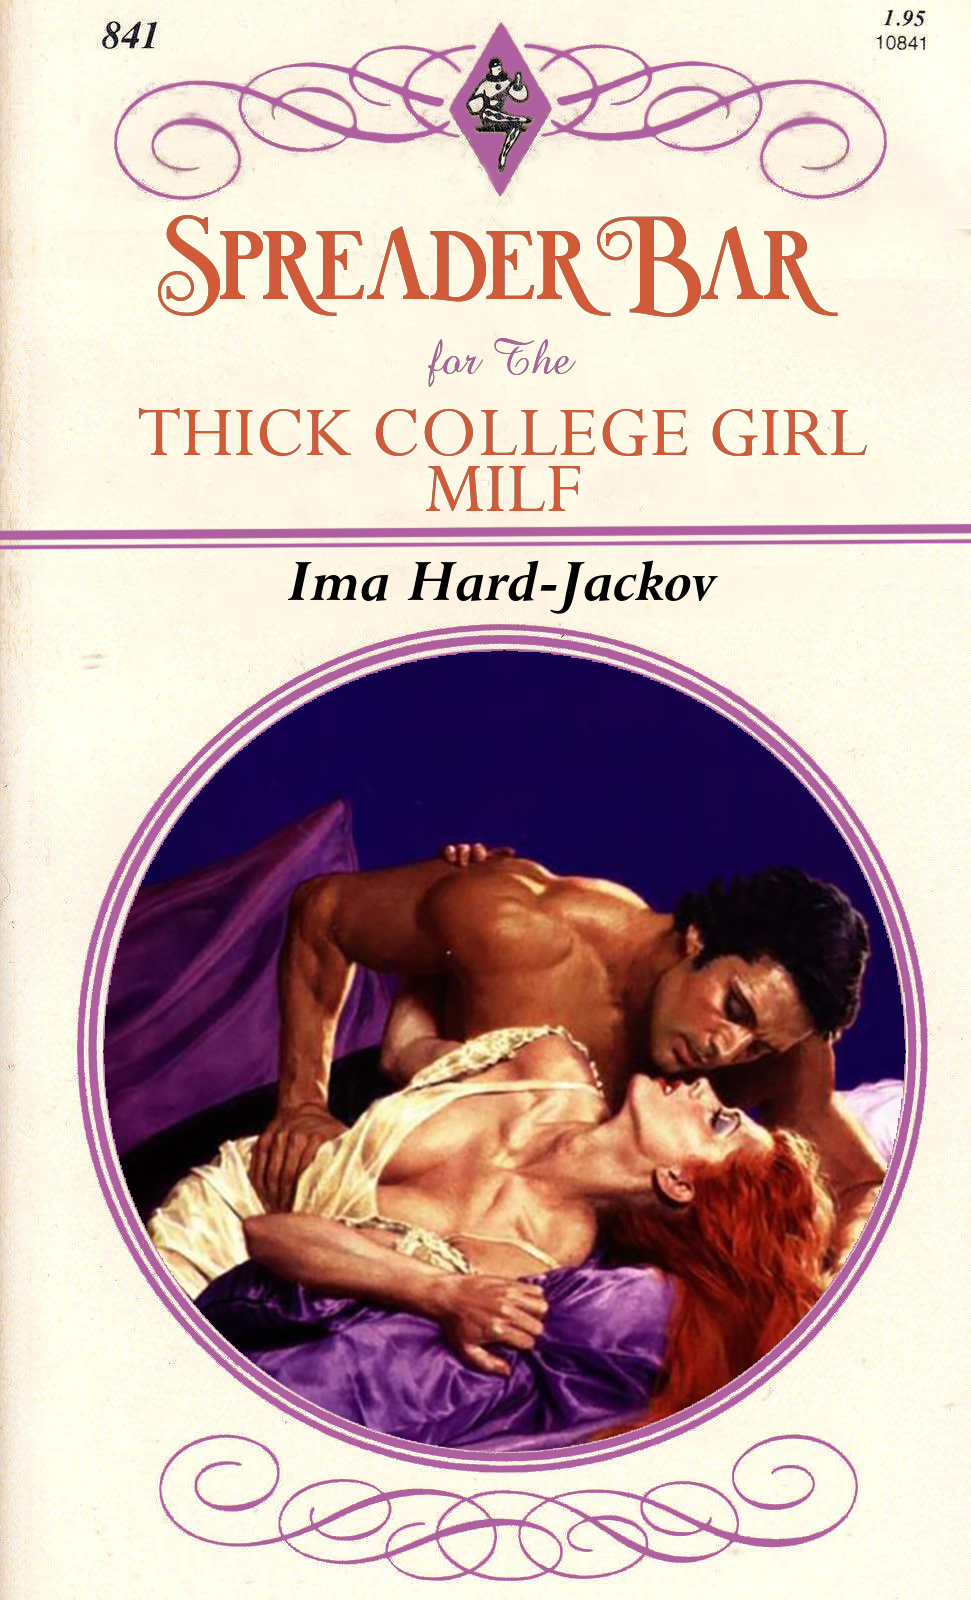 841
1.95
10841
SPREADER BAR
for The
THICK COLLEGE GIRL
MILF
Ima Hard-Jackov